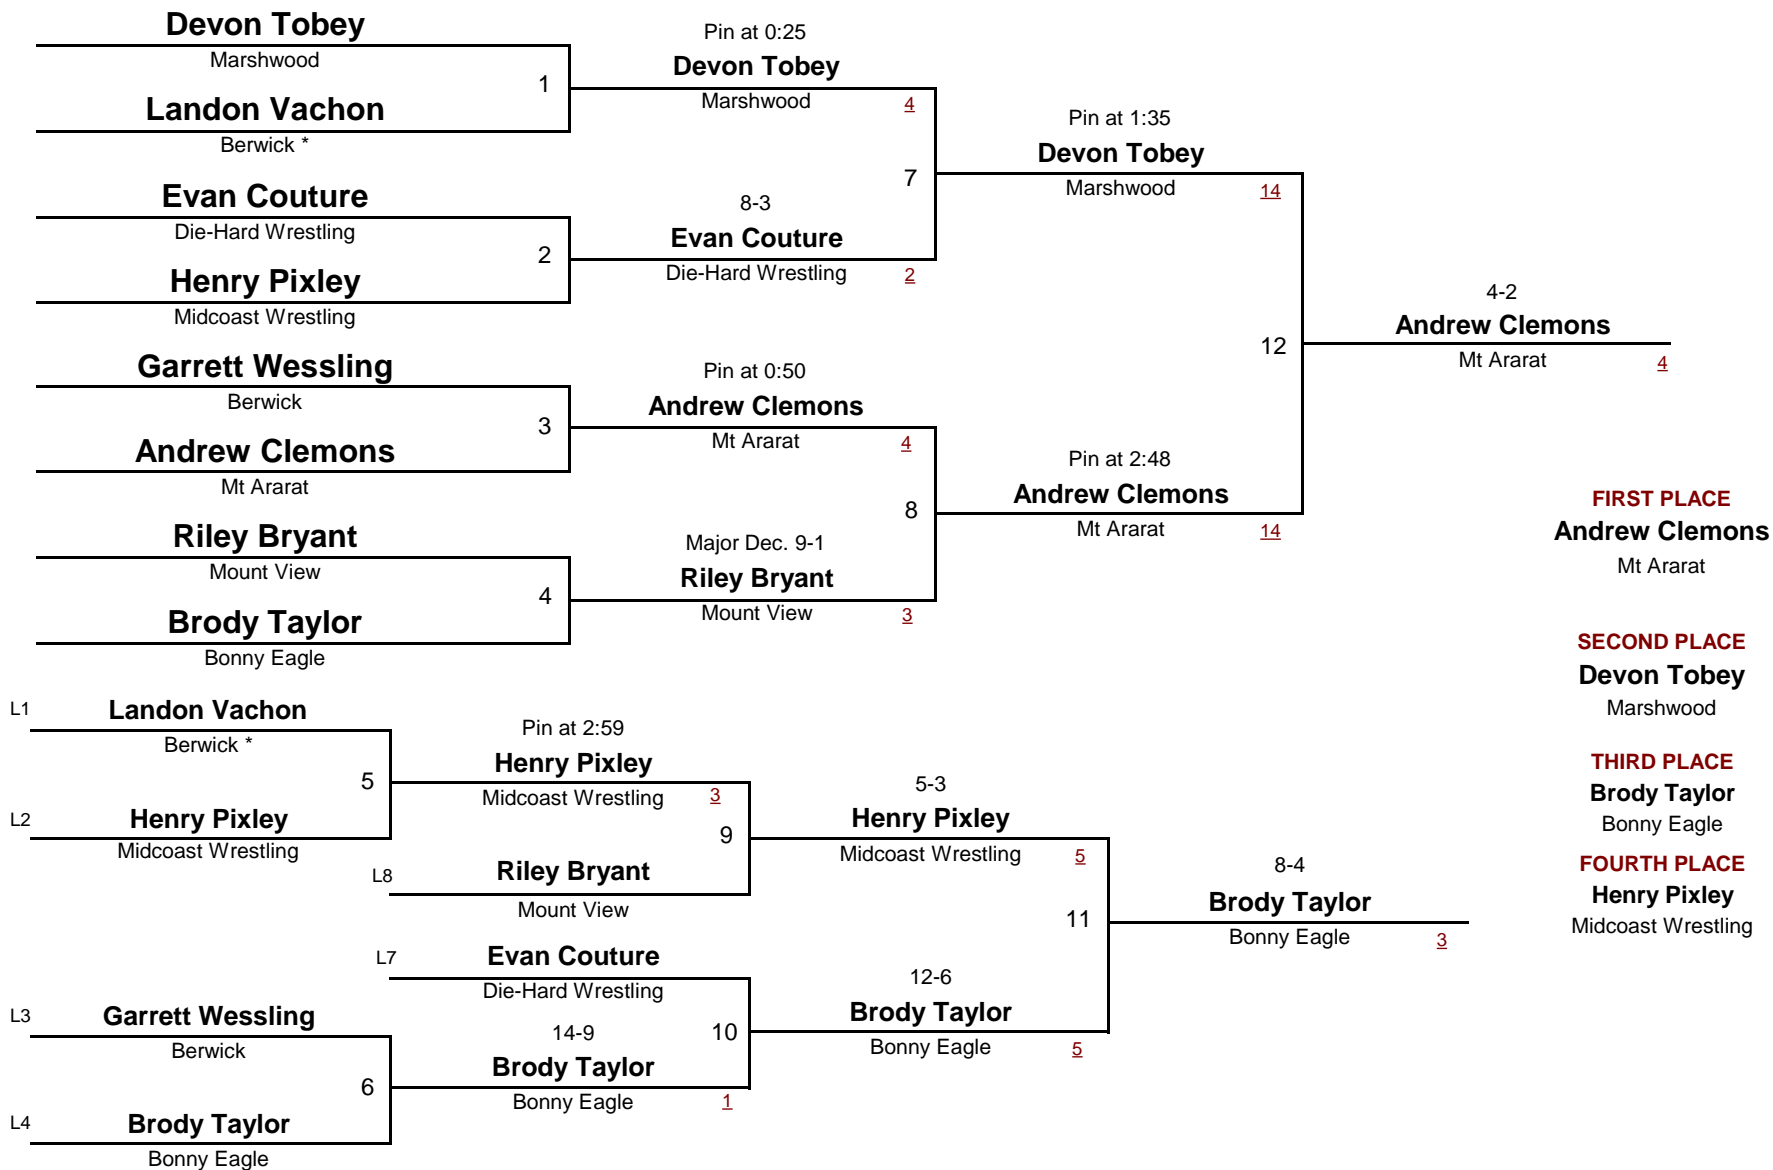 Devon Tobey
Marshwood
1
Landon Vachon
Berwick *
Evan Couture
Die-Hard Wrestling
2
Henry Pixley
Midcoast Wrestling
Garrett Wessling
Berwick
3
Andrew Clemons
Mt Ararat
Riley Bryant
Mount View
4
Brody Taylor
Bonny Eagle
Pin at 0:25
Devon Tobey
Marshwood 4
7
8-3
Evan Couture
Die-Hard Wrestling 2
Pin at 0:50
Andrew Clemons
Mt Ararat 4
8
Major Dec. 9-1
Riley Bryant
Mount View 3
Pin at 1:35
Devon Tobey
Marshwood 14
12
Pin at 2:48
Andrew Clemons
Mt Ararat 14
4-2
Andrew Clemons
Mt Ararat 4
L1 Landon Vachon
Berwick *
5
L2 Henry Pixley
Midcoast Wrestling
L3 Garrett Wessling
Berwick
6
L4 Brody Taylor
Bonny Eagle
Pin at 2:59
Henry Pixley
Midcoast Wrestling 3
9
L8 Riley Bryant
Mount View
L7 Evan Couture
Die-Hard Wrestling
10
14-9
Brody Taylor
Bonny Eagle 1
5-3
Henry Pixley
Midcoast Wrestling 5
11
12-6
Brody Taylor
Bonny Eagle 5
8-4
Brody Taylor
Bonny Eagle 3
FIRST PLACE
Andrew Clemons
Mt Ararat
SECOND PLACE
Devon Tobey
Marshwood
THIRD PLACE
Brody Taylor
Bonny Eagle
FOURTH PLACE
Henry Pixley
Midcoast Wrestling